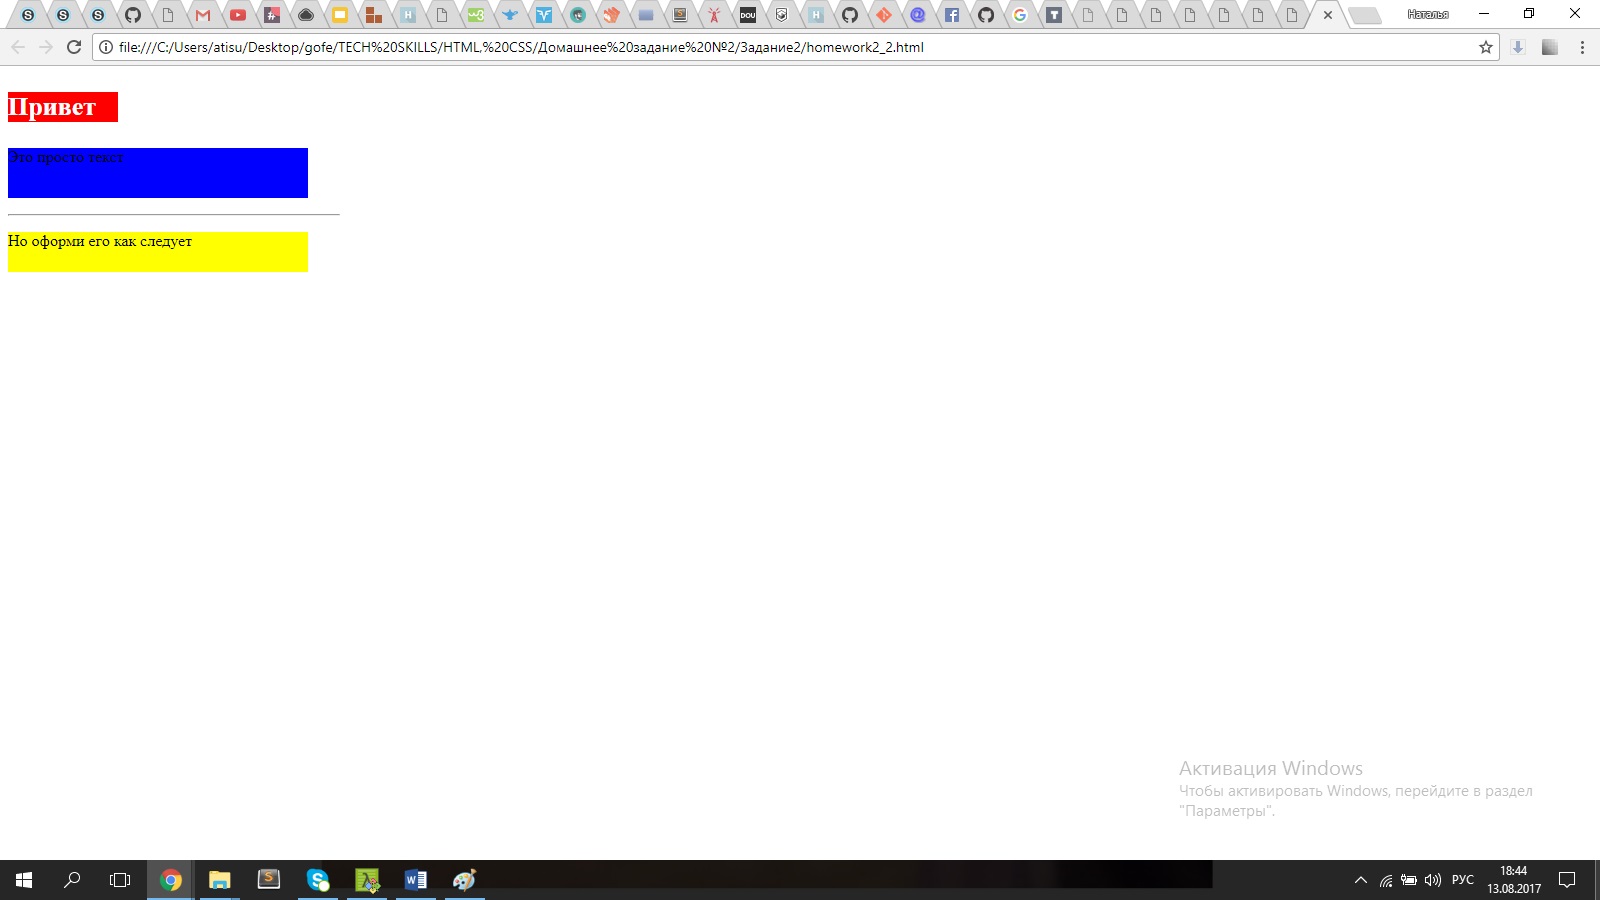 Наталья
file:///C:/Users/atisu/Desktop/gofe/TECH%20SKILLS/HTML,%20CSS/Домашнее%20задание%20№2/Задание2/homework2_2.html
Привет
Это просто текст
Но оформи его как следует
Активация Windows
Чтобы активировать Windows, перейдите в раздел
"Параметры".
РУС
18:44
13.08.2017